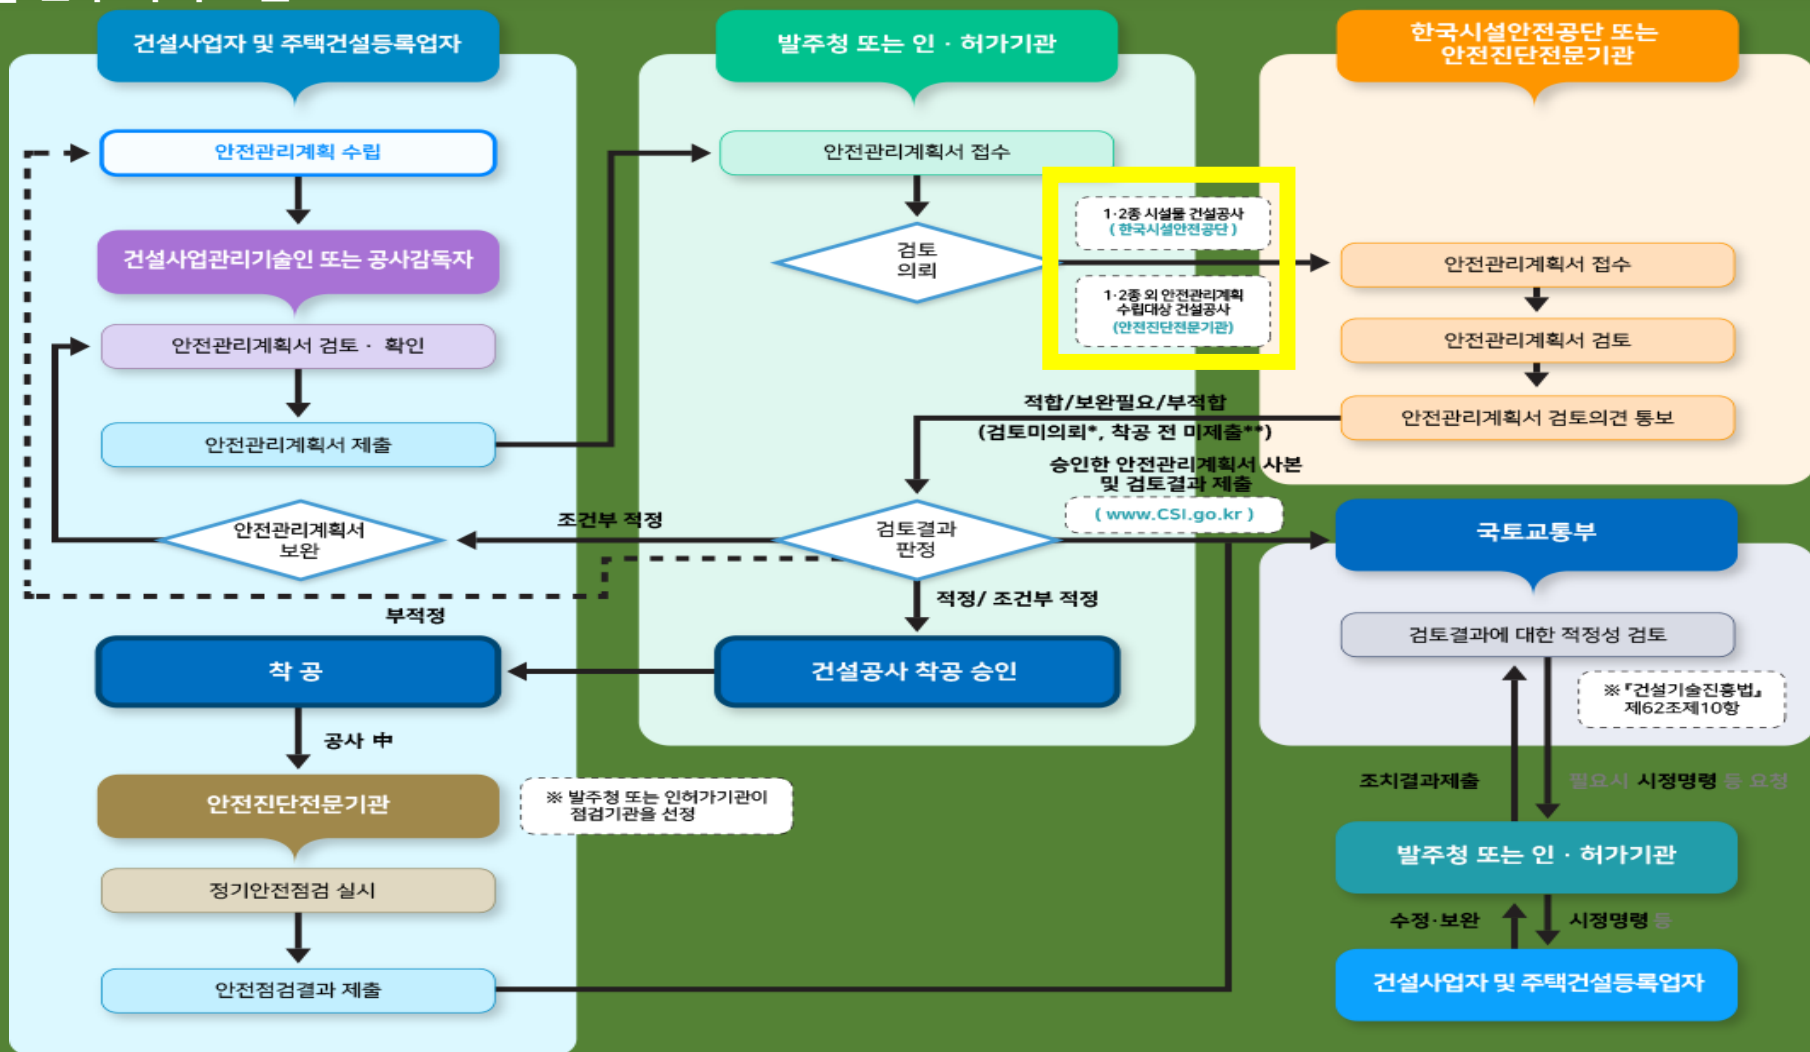 건설사업자 및 주택건설등록업자
안전관리계획 수립
건설사업관리기술인 또는 공사감독자
안전관리계획서 검토 · 확인
안전관리계획서 제출
안전관리계획서
보완
조건부 적정
부적정
착 공
공사 中
안전진단전문기관
※ 발주청 또는 인허가기관이
점검기관을 선정
정기안전점검 실시
안전점검결과 제출
발주청 또는 인 · 허가기관
안전관리계획서 접수
검토
의뢰
1·2종 시설물 건설공사
( 한국시설안전공단 )
1·2종 외 안전관리계획
수립대상 건설공사
(안전진단전문기관)
적합/보완필요/부적합
(검토미의뢰*, 착공 전 미제출**)
승인한 안전관리계획서 사본
및 검토결과 제출
( www.CSI.go.kr )
검토결과
판정
적정/ 조건부 적정
건설공사 착공 승인
한국시설안전공단 또는
안전진단전문기관
안전관리계획서 접수
안전관리계획서 검토
안전관리계획서 검토의견 통보
국토교통부
검토결과에 대한 적정성 검토
※『건설기술진흥법』
제62조제10항
조치결과제출
필요시 시정명령 등 요청
발주청 또는 인 · 허가기관
수정·보완
시정명령 등
건설사업자 및 주택건설등록업자